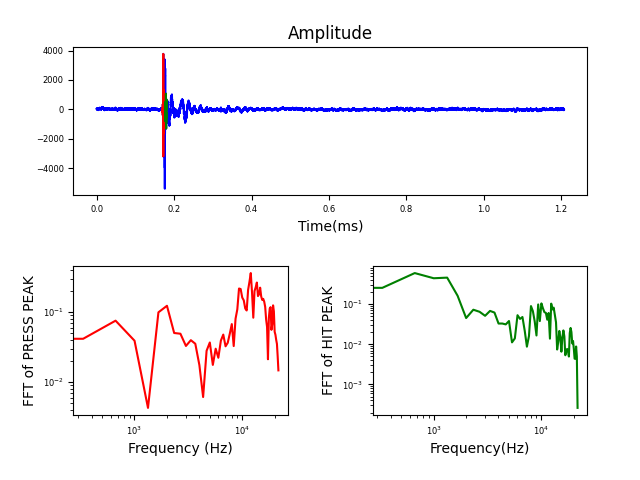 Amplitude
4000
2000
0
−2000
−4000
0.0 0.2 0.4 0.6 0.8 1.0 1.2
Time(ms)
FFT of PRESS PEAK
10⁻¹
10⁻²
10³ 10⁴
Frequency (Hz)
FFT of HIT PEAK
10⁻¹
10⁻²
10⁻³
10³ 10⁴
Frequency(Hz)